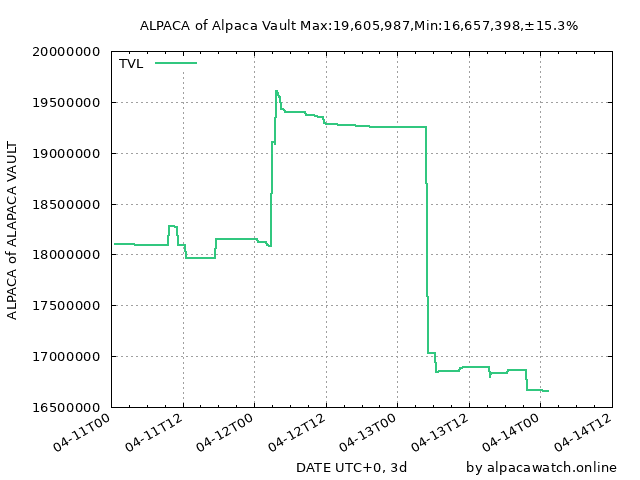 ALPACA of Alpaca Vault Max:19,605,987,Min:16,657,398,±15.3%
20000000
19500000
19000000
18500000
18000000
17500000
17000000
16500000
ALPACA of ALAPACA VAULT
TVL
04-11T00
04-11T12
04-12T00
04-12T12
04-13T00
04-13T12
04-14T00
04-14T12
DATE UTC+0, 3d
by alpacawatch.online